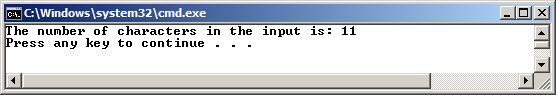 C:\Windows\system32\cmd.exe
The number of characters in the input is: 11
Press any key to continue . . .